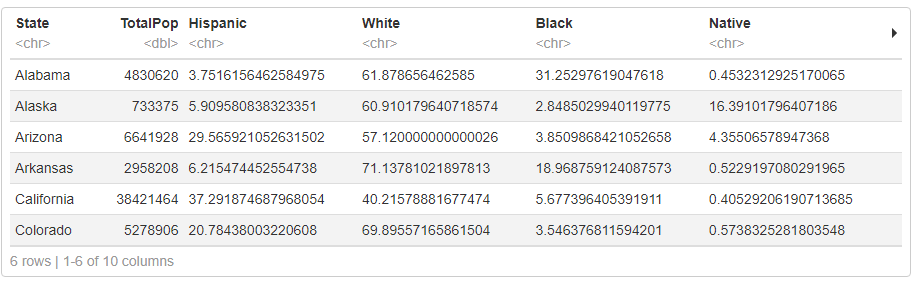 State TotalPop Hispanic White Black Native
<chr> <dbl> <chr> <chr> <chr> <chr>
Alabama 4830620 3.7516156462584975 61.878656462585 31.25297619047618 0.4532312925170065
Alaska 733375 5.909580838323351 60.910179640718574 2.8485029940119775 16.39101796407186
Arizona 6641928 29.565921052631502 57.120000000000026 3.8509868421052658 4.35506578947368
Arkansas 2958208 6.215474452554738 71.13781021897813 18.968759124087573 0.5229197080291965
California 38421464 37.291874687968054 40.21578881677474 5.677396405391911 0.40529206190713685
Colorado 5278906 20.78438003220608 69.89557165861504 3.546376811594201 0.5738325281803548
6 rows | 1-6 of 10 columns